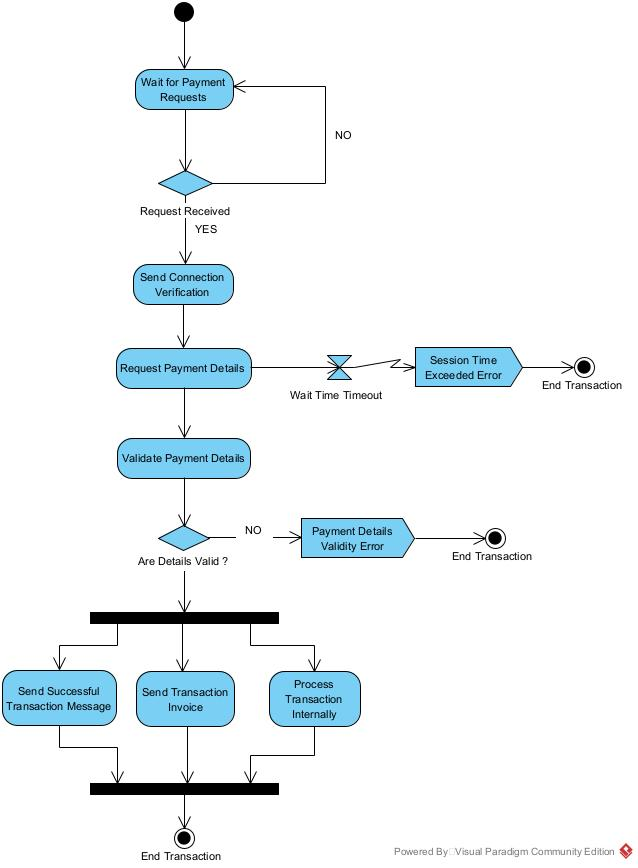 Wait for Payment
Requests
NO
Request Received
YES
Send Connection
Verification
Request Payment Details
Wait Time Timeout
Session Time
Exceeded Error
End Transaction
Validate Payment Details
NO
Are Details Valid ?
Payment Details
Validity Error
End Transaction
Send Successful
Transaction Message
Send Transaction
Invoice
Process
Transaction
Internally
End Transaction
Powered By Visual Paradigm Community Edition